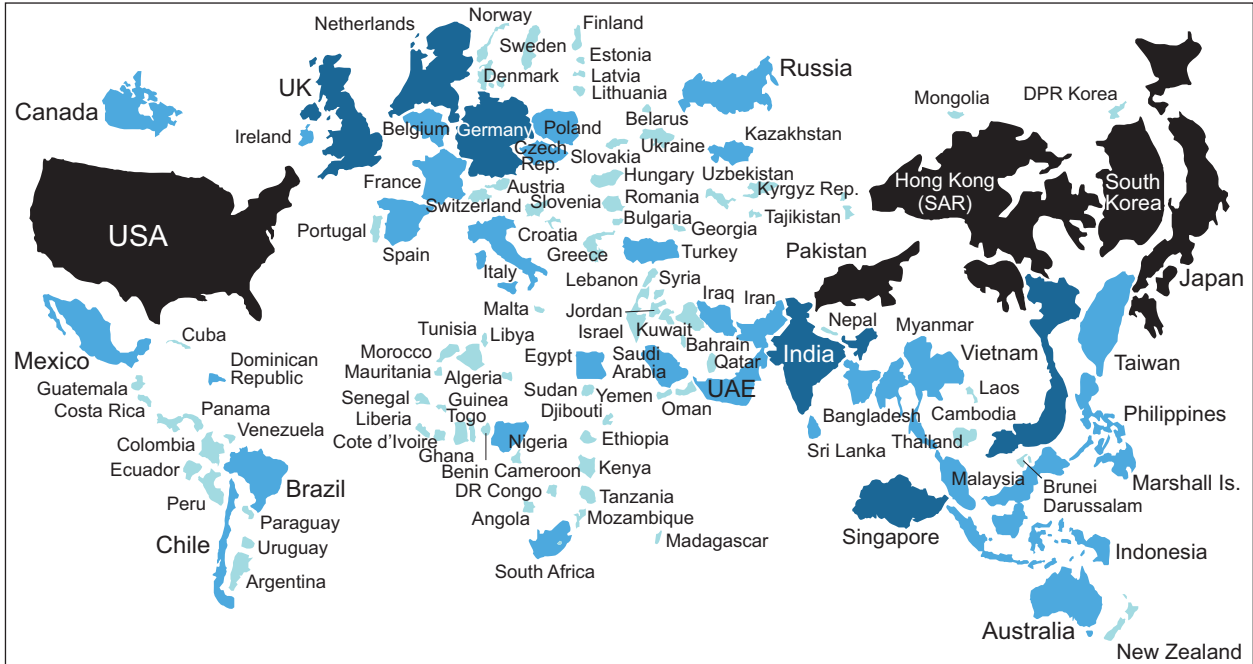 Netherlands
Norway
Finland
Sweden
Estonia
Denmark
Latvia
Lithuania
Russia
UK
Canada
Mongolia
DPR Korea
Ireland
Belgium
Germany
Poland
Belarus
Ukraine
Kazakhstan
Czech
Rep.
Slovakia
France
Hungary
Uzbekistan
Hong Kong
(SAR)
South
Korea
Austria
Kyrgyz Rep.
Switzerland
Slovenia
Romania
USA
Portugal
Bulgaria
Tajikistan
Croatia
Georgia
Spain
Greece
Turkey
Pakistan
Italy
Lebanon
Syria
Japan
Iraq
Iran
Malta
Jordan
Cuba
Tunisia
Libya
Israel
Kuwait
Nepal
Myanmar
Mexico
Dominican
Republic
Morocco
Egypt
Saudi
Arabia
Bahrain
India
Vietnam
Taiwan
Mauritania
Qatar
Guatemala
Algeria
Sudan
Yemen
UAE
Laos
Costa Rica
Senegal
Guinea
Djibouti
Oman
Panama
Liberia
Togo
Bangladesh
Cambodia
Philippines
Venezuela
Colombia
Cote d’Ivoire
Nigeria
Ethiopia
Sri Lanka
Thailand
Ghana
Ecuador
Benin
Cameroon
Kenya
Malaysia
Brunei
Darussalam
Marshall Is.
Peru
Brazil
DR Congo
Tanzania
Paraguay
Angola
Mozambique
Chile
Singapore
Uruguay
Madagascar
Indonesia
South Africa
Argentina
Australia
New Zealand